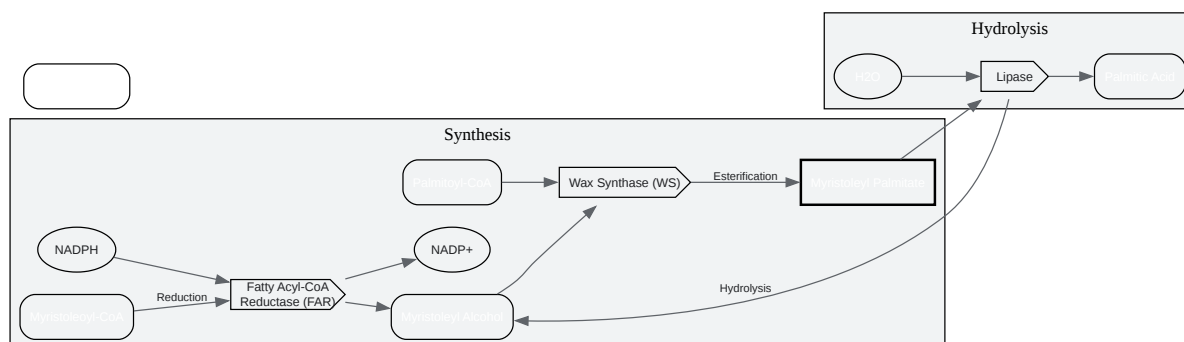 Hydrolysis
H2O
Lipase
Palmitic Acid
Synthesis
Palmitoyl-CoA
Wax Synthase (WS)
Esterification
Myristoleyl Palmitate
NADPH
NADP+
Fatty Acyl-CoA
Reductase (FAR)
Reduction
Myristoleoyl-CoA
Myristoleyl Alcohol
Hydrolysis